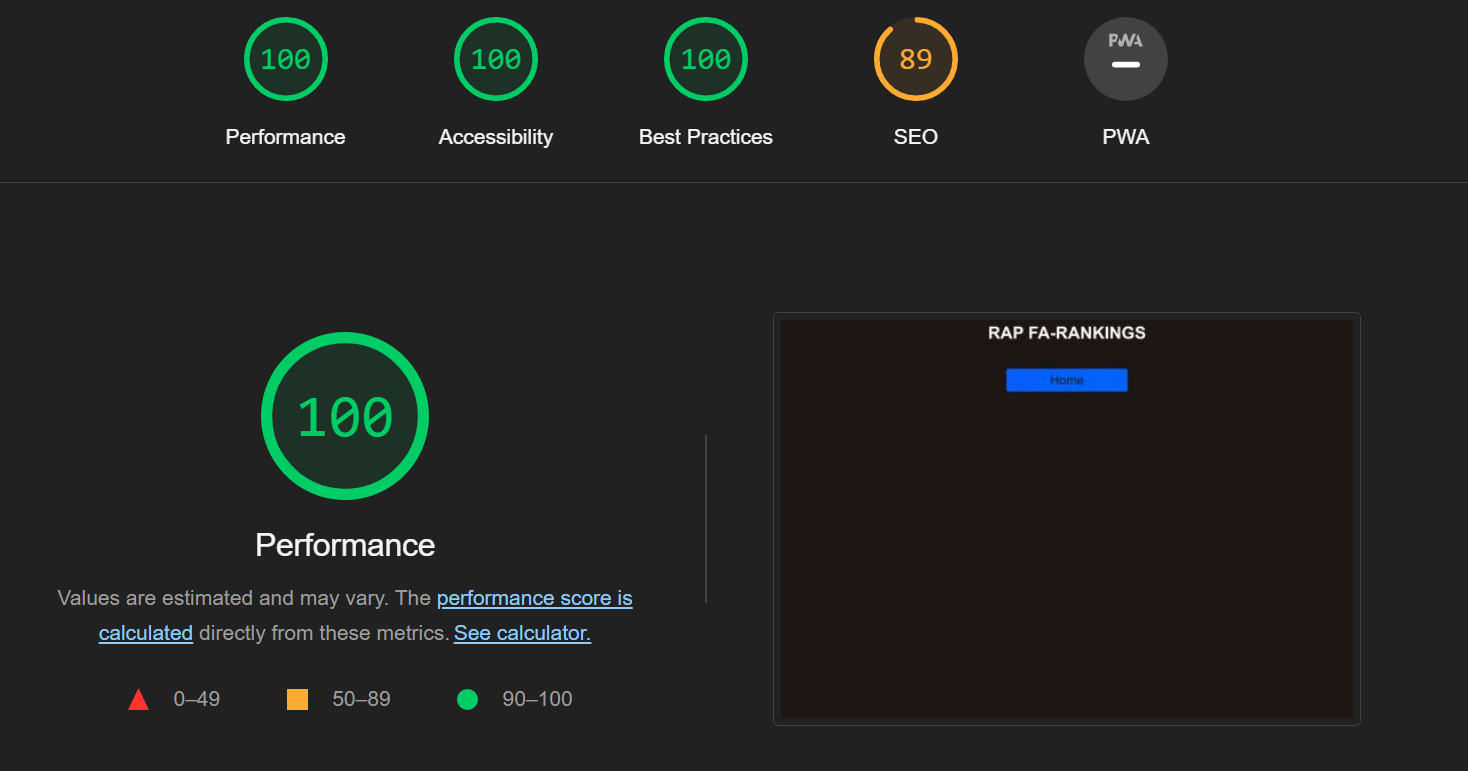 100
100
100
89
PWA
Performance
Accessibility
Best Practices
SEO
PWA
100
Performance
Values are estimated and may vary. The performance score is
calculated directly from these metrics. See calculator.
0–49
50–89
90–100
RAP FA-RANKINGS
Home